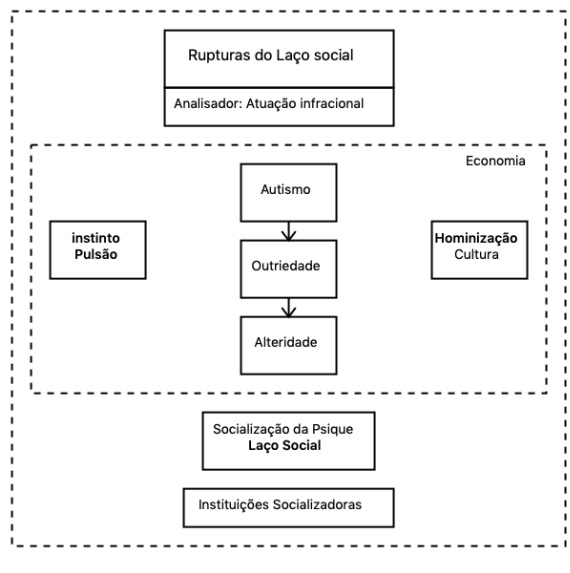 Rupturas do Laço social
Analisador: Atuação infracional
Economia
Autismo
instinto
Pulsão
Hominização
Cultura
Outriedade
Alteridade
Socialização da Psique
Laço Social
Instituições Socializadoras